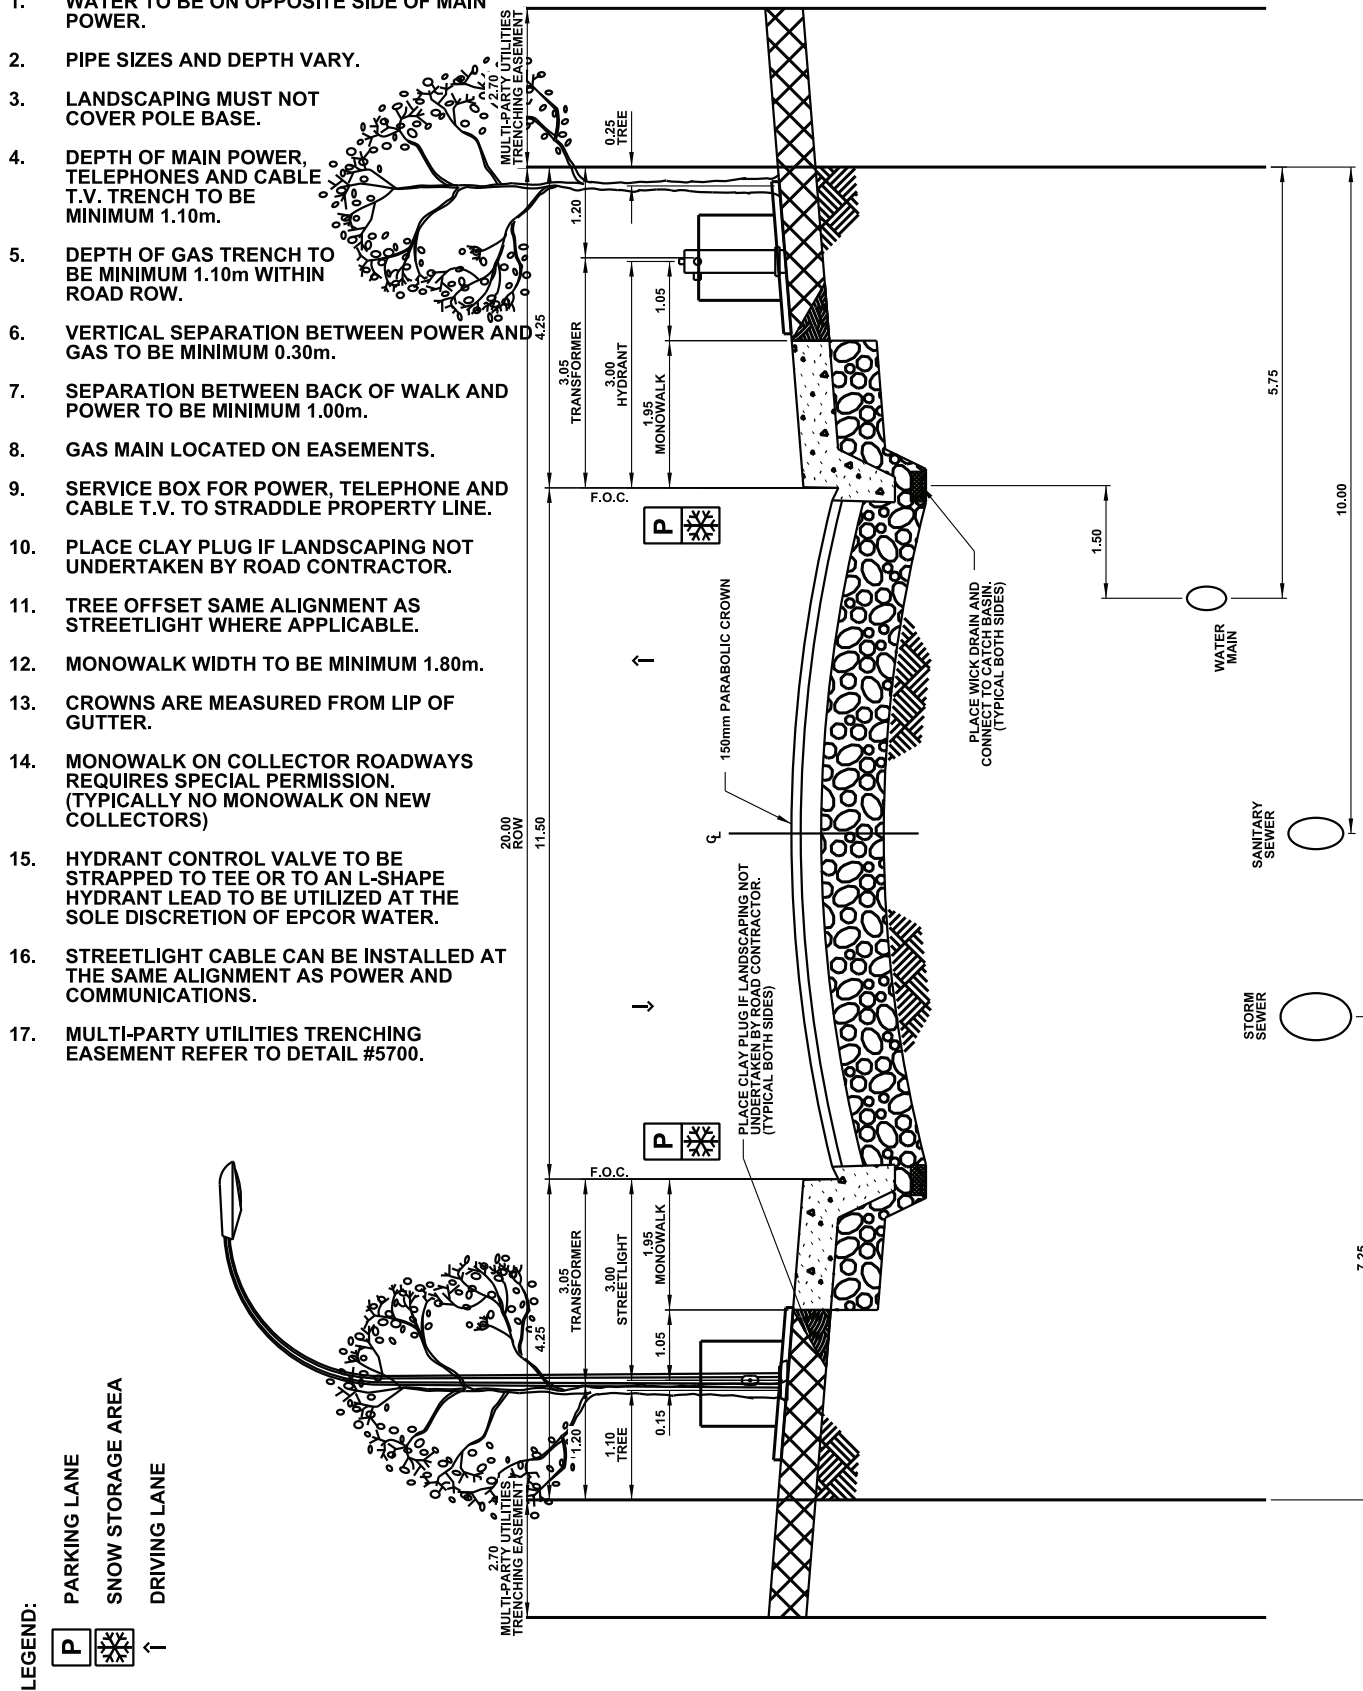 1. WATER TO BE ON OPPOSITE SIDE OF MAIN
POWER.
2. PIPE SIZES AND DEPTH VARY.
3. LANDSCAPING MUST NOT
COVER POLE BASE.
4. DEPTH OF MAIN POWER,
TELEPHONES AND CABLE
T.V. TRENCH TO BE
MINIMUM 1.10m.
5. DEPTH OF GAS TRENCH TO
BE MINIMUM 1.10m WITHIN
ROAD ROW.
6. VERTICAL SEPARATION BETWEEN POWER AND
GAS TO BE MINIMUM 0.30m.
7. SEPARATION BETWEEN BACK OF WALK AND
POWER TO BE MINIMUM 1.00m.
8. GAS MAIN LOCATED ON EASEMENTS.
9. SERVICE BOX FOR POWER, TELEPHONE AND
CABLE T.V. TO STRADDLE PROPERTY LINE.
10. PLACE CLAY PLUG IF LANDSCAPING NOT
UNDERTAKEN BY ROAD CONTRACTOR.
11. TREE OFFSET SAME ALIGNMENT AS
STREETLIGHT WHERE APPLICABLE.
12. MONOWALK WIDTH TO BE MINIMUM 1.80m.
13. CROWNS ARE MEASURED FROM LIP OF
GUTTER.
14. MONOWALK ON COLLECTOR ROADWAYS
REQUIRES SPECIAL PERMISSION.
(TYPICALLY NO MONOWALK ON NEW
COLLECTORS)
15. HYDRANT CONTROL VALVE TO BE
STRAPPED TO TEE OR TO AN L-SHAPE
HYDRANT LEAD TO BE UTILIZED AT THE
SOLE DISCRETION OF EPCOR WATER.
16. STREETLIGHT CABLE CAN BE INSTALLED AT
THE SAME ALIGNMENT AS POWER AND
COMMUNICATIONS.
17. MULTI-PARTY UTILITIES TRENCHING
EASEMENT REFER TO DETAIL #5700.
2.70
MULTI-PARTY UTILITIES
TRENCHING EASEMENT
0.25
TREE
1.20
4.25
3.05
TRANSFORMER
3.00
HYDRANT
1.05
1.95
MONOWALK
F.O.C.
P
20.00
ROW
11.50
150mm PARABOLIC CROWN
CL
PLACE WICK DRAIN AND
CONNECT TO CATCH BASIN.
(TYPICAL BOTH SIDES)
PLACE CLAY PLUG IF LANDSCAPING NOT
UNDERTAKEN BY ROAD CONTRACTOR.
(TYPICAL BOTH SIDES)
5.75
10.00
1.50
WATER
MAIN
SANITARY
SEWER
STORM
SEWER
7.25
P
F.O.C.
4.25
3.05
TRANSFORMER
3.00
STREETLIGHT
1.95
MONOWALK
1.05
0.15
1.20
1.10
TREE
2.70
MULTI-PARTY UTILITIES
TRENCHING EASEMENT
LEGEND:
P PARKING LANE
SNOW STORAGE AREA
DRIVING LANE